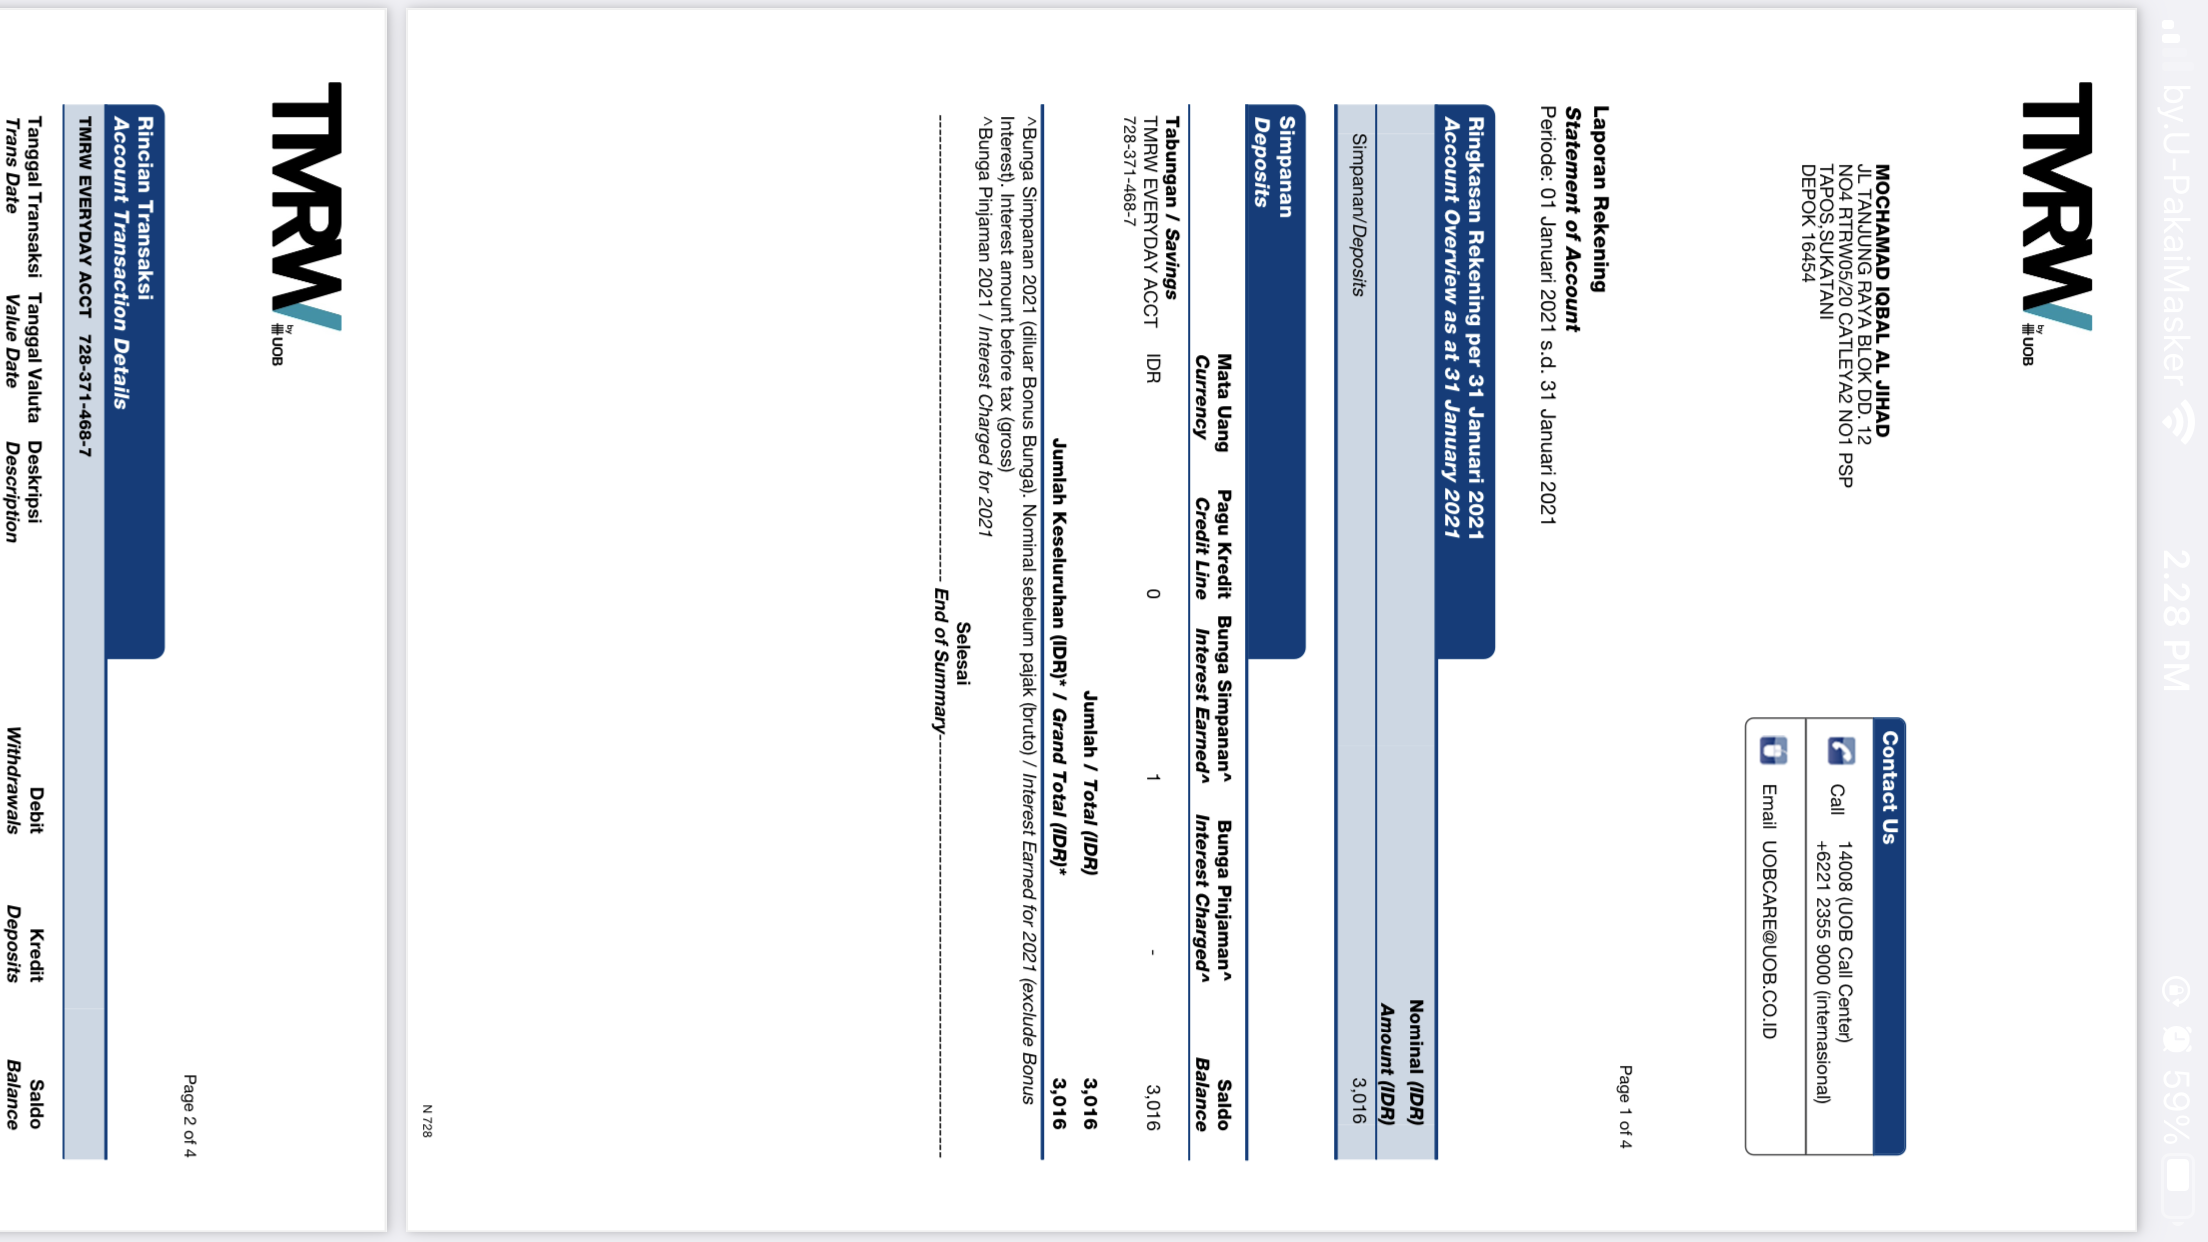 by.U-PakaiMasker 2.28 PM 59%
TMRW
by
UOB
MOCHAMAD IQBAL AL JIHAD
JL TANJUNG RAYA BLOK DD. 12
NO4 RTRW05/20 CATLEYA2 NO1 PSP
TAPOS,SUKATANI
DEPOK 16454
Contact Us
Call 14008 (UOB Call Center)
+6221 2355 9000 (internasional)
Email UOBCARE@UOB.CO.ID
Page 1 of 4
Laporan Rekening
Statement of Account
Periode: 01 Januari 2021 s.d. 31 Januari 2021
Ringkasan Rekening per 31 Januari 2021
Account Overview as at 31 January 2021
Nominal (IDR)
Amount (IDR)
Simpanan/Deposits 3,016
Simpanan
Deposits
Mata Uang Pagu Kredit Bunga Simpanan^ Bunga Pinjaman^ Saldo
Currency Credit Line Interest Earned^ Interest Charged^ Balance
Tabungan / Savings
TMRW EVERYDAY ACCT IDR 0 1 - 3,016
728-371-468-7
Jumlah / Total (IDR) 3,016
Jumlah Keseluruhan (IDR)* / Grand Total (IDR)* 3,016
^Bunga Simpanan 2021 (diluar Bonus Bunga). Nominal sebelum pajak (bruto) / Interest Earned for 2021 (exclude Bonus
Interest). Interest amount before tax (gross)
^Bunga Pinjaman 2021 / Interest Charged for 2021
Selesai
End of Summary
N 728
TMRW
by
UOB
Page 2 of 4
Rincian Transaksi
Account Transaction Details
TMRW EVERYDAY ACCT 728-371-468-7
Tanggal Transaksi Tanggal Valuta Deskripsi Debit Kredit Saldo
Trans Date Value Date Description Withdrawals Deposits Balance